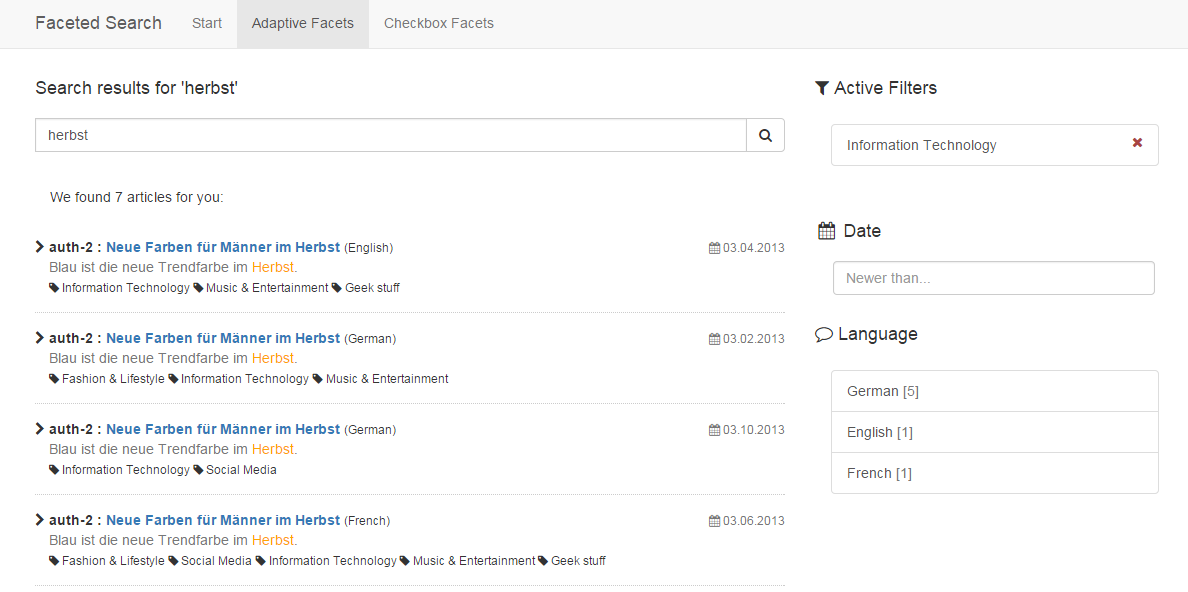 Faceted Search Start Adaptive Facets Checkbox Facets
Search results for 'herbst'
herbst
We found 7 articles for you:
auth-2 : Neue Farben für Männer im Herbst (English) 03.04.2013
Blau ist die neue Trendfarbe im Herbst.
Information Technology Music & Entertainment Geek stuff
auth-2 : Neue Farben für Männer im Herbst (German) 03.02.2013
Blau ist die neue Trendfarbe im Herbst.
Fashion & Lifestyle Information Technology Music & Entertainment
auth-2 : Neue Farben für Männer im Herbst (German) 03.10.2013
Blau ist die neue Trendfarbe im Herbst.
Information Technology Social Media
auth-2 : Neue Farben für Männer im Herbst (French) 03.06.2013
Blau ist die neue Trendfarbe im Herbst.
Fashion & Lifestyle Social Media Information Technology Music & Entertainment Geek stuff
Active Filters
Information Technology
Date
Newer than...
Language
German [5]
English [1]
French [1]